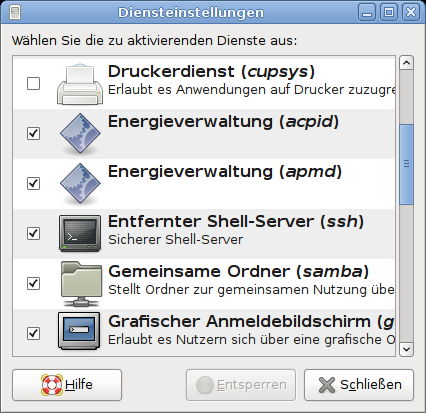 Diensteinstellungen
Wählen Sie die zu aktivierenden Dienste aus:
Druckerdienst (cupsys)
Erlaubt es Anwendungen auf Drucker zuzugre
Energieverwaltung (acpid)
Energieverwaltung (apmd)
Entfernter Shell-Server (ssh)
Sicherer Shell-Server
Gemeinsame Ordner (samba)
Stellt Ordner zur gemeinsamen Nutzung übe
Grafischer Anmeldebildschirm (g
Erlaubt es Nutzern sich über eine grafische O
Hilfe Entsperren Schließen